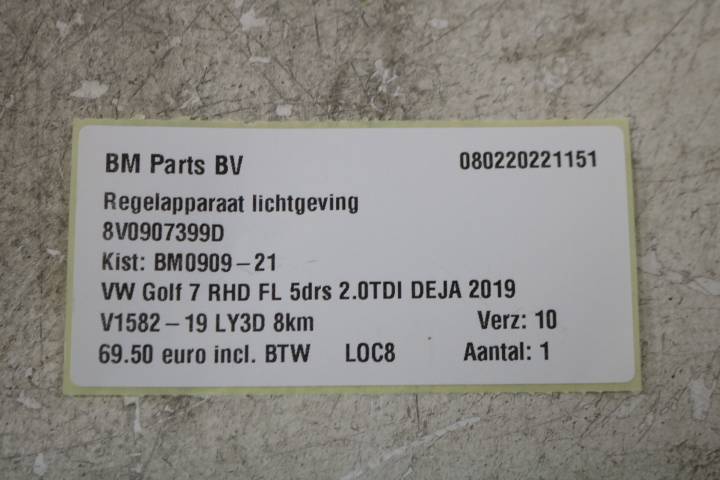 BM Parts BV 080220221151
Regelapparaat lichtgeving
8V0907399D
Kist: BM0909-21
VW Golf 7 RHD FL 5drs 2.0TDI DEJA 2019
V1582-19 LY3D 8km Verz: 10
69.50 euro incl. BTW LOC8 Aantal: 1